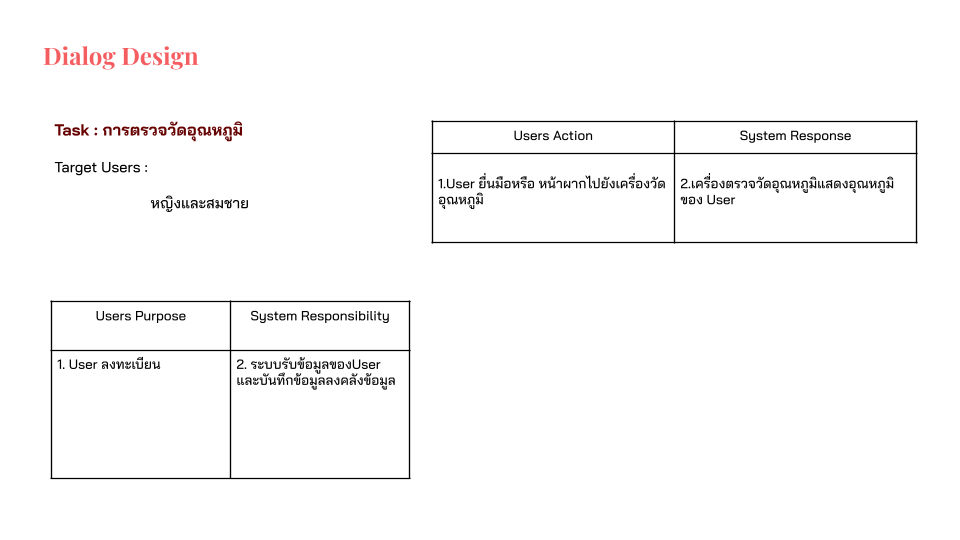 Dialog Design
Task : การตรวจวัดอุณหภูมิ
Target Users :
หญิงและสมชาย
Users Action
System Response
1.User ยื่นมือหรือ หน้าผากไปยังเครื่องวัด
อุณหภูมิ
2.เครื่องตรวจวัดอุณหภูมิแสดงอุณหภูมิ
ของ User
Users Purpose
System Responsibility
1. User ลงทะเบียน
2. ระบบรับข้อมูลของUser
และบันทึกข้อมูลลงคลังข้อมูล